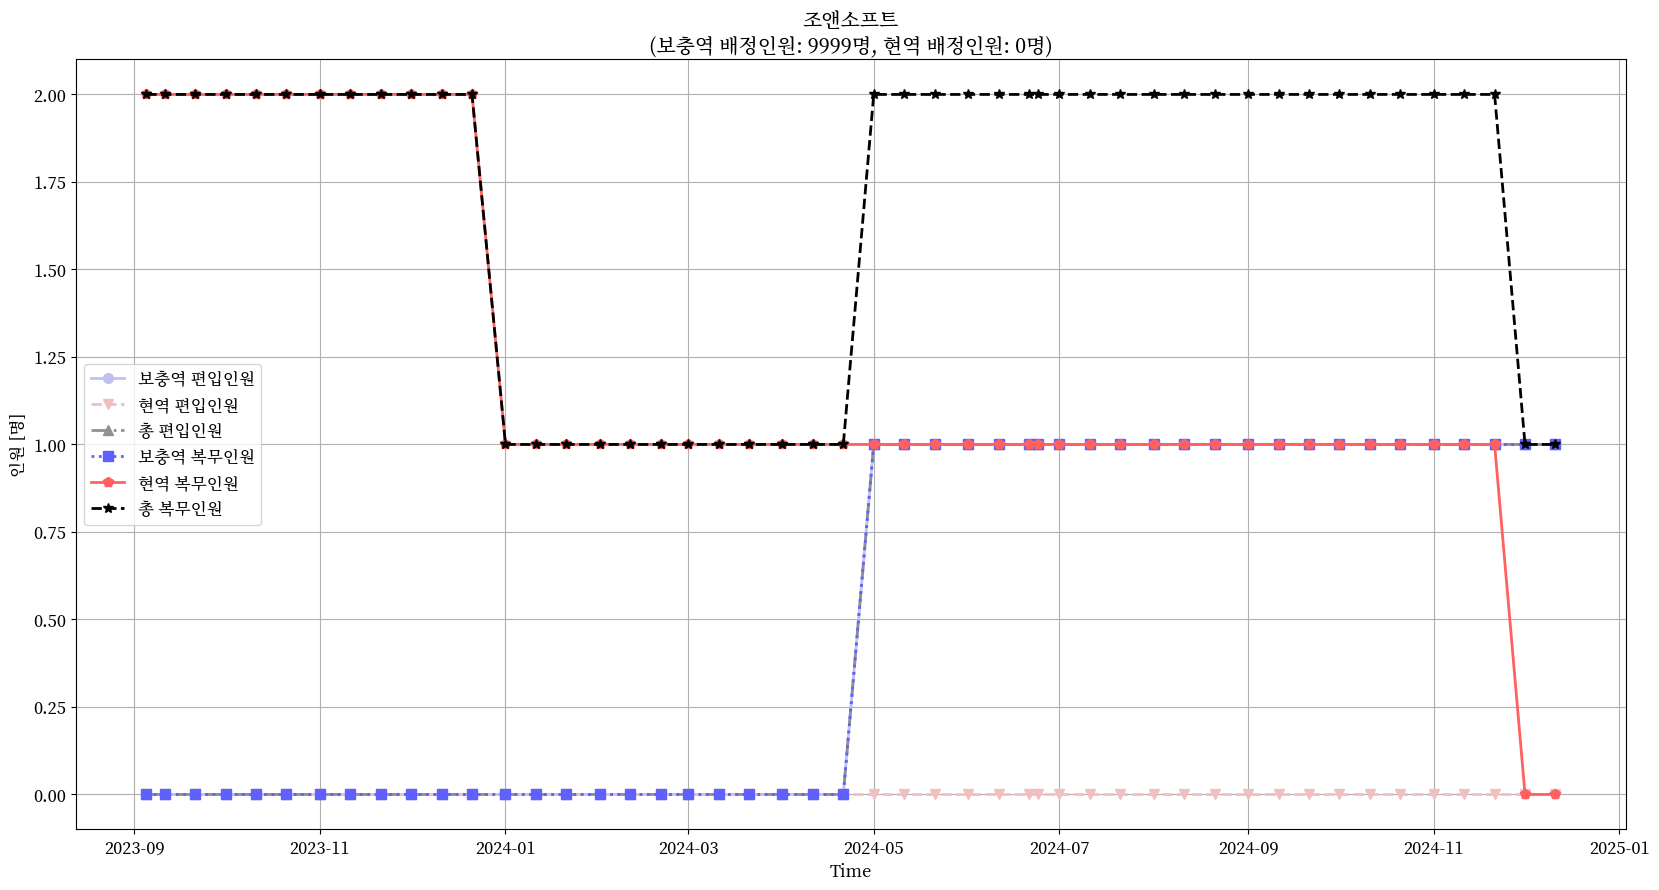 조앤소프트
(보충역 배정인원: 9999명, 현역 배정인원: 0명)
인원 [명]
2.00
1.75
1.50
1.25
1.00
0.75
0.50
0.25
0.00
보충역 편입인원
현역 편입인원
총 편입인원
보충역 복무인원
현역 복무인원
총 복무인원
2023-09
2023-11
2024-01
2024-03
2024-05
2024-07
2024-09
2024-11
2025-01
Time